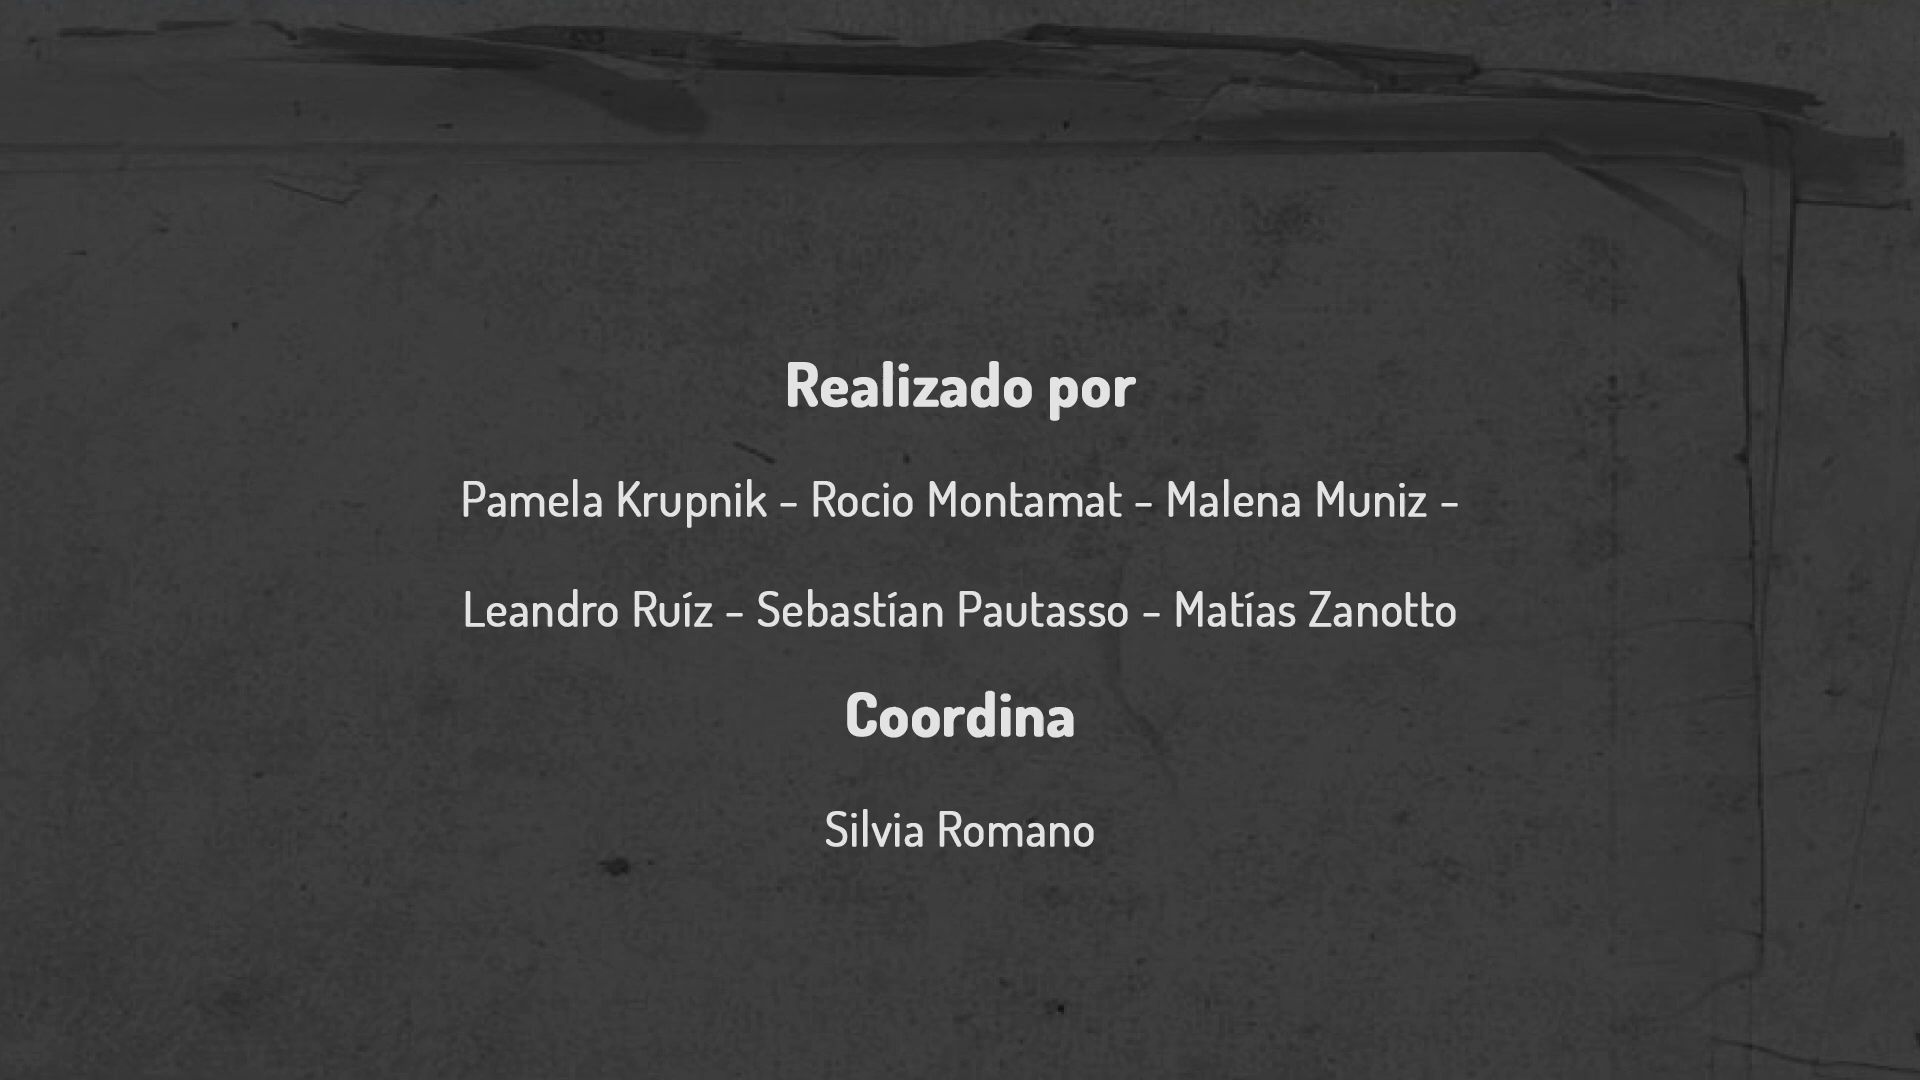 Realizado por
Pamela Krupnik - Rocio Montamat - Malena Muniz -
Leandro Ruíz - Sebastían Pautasso - Matías Zanotto
Coordina
Silvia Romano